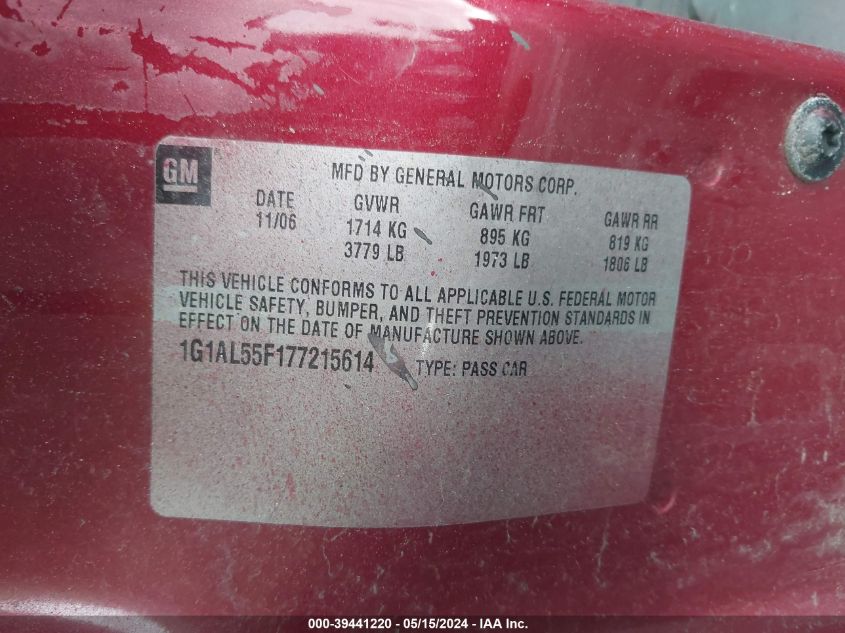 GM
MFD BY GENERAL MOTORS CORP.
DATE GVWR GAWR FRT GAWR RR
11/06 1714 KG 895 KG 819 KG
3779 LB 1973 LB 1806 LB
THIS VEHICLE CONFORMS TO ALL APPLICABLE U.S. FEDERAL MOTOR
VEHICLE SAFETY, BUMPER, AND THEFT PREVENTION STANDARDS IN
EFFECT ON THE DATE OF MANUFACTURE SHOWN ABOVE.
1G1AL55F177215614 TYPE: PASS CAR
000-39441220 - 05/15/2024 - IAAI.COM